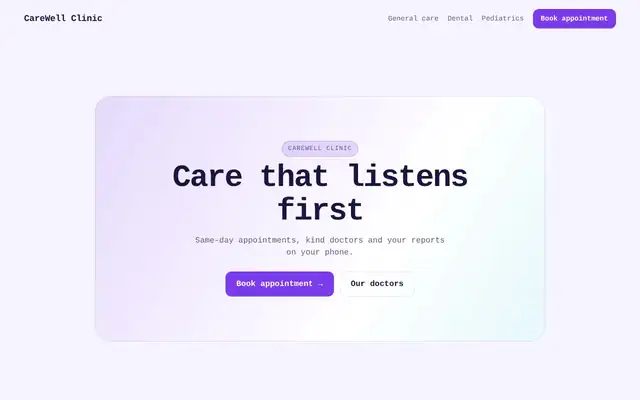 CareWell Clinic
General care Dental Pediatrics Book appointment
CAREWELL CLINIC
Care that listens
first
Same-day appointments, kind doctors and your reports
on your phone.
Book appointment → Our doctors